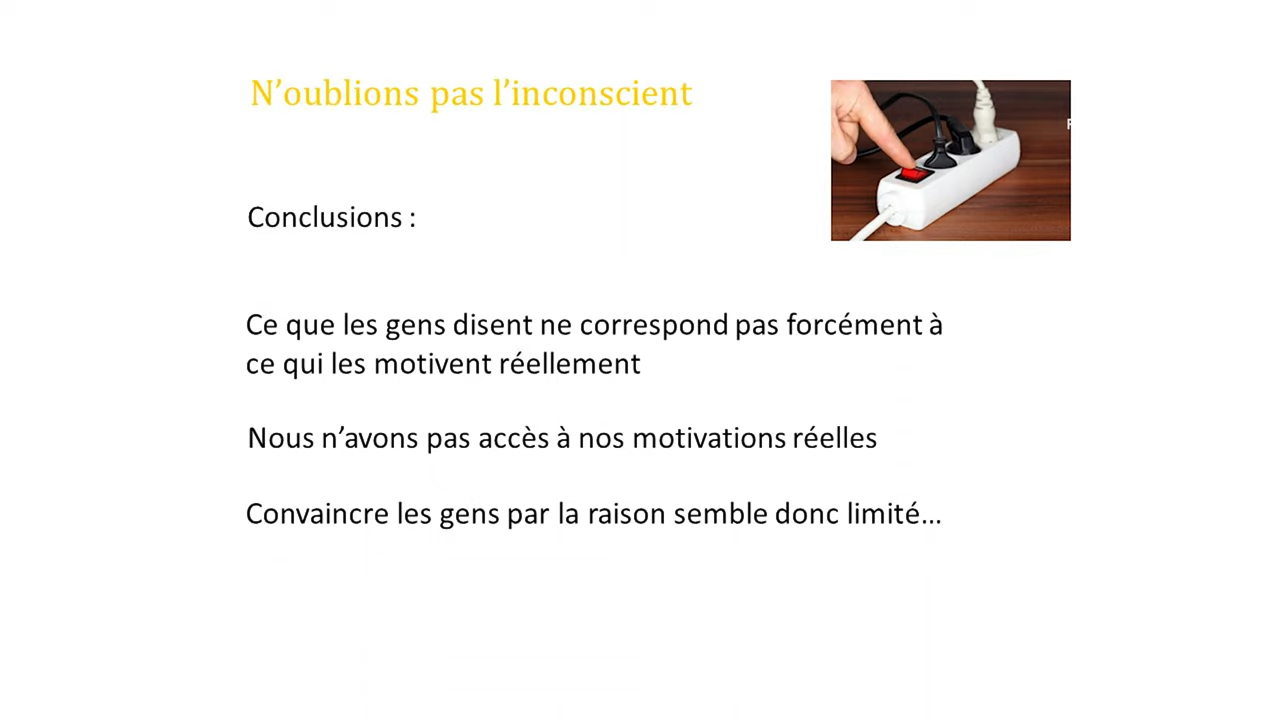 N’oublions pas l’inconscient
Conclusions :
Ce que les gens disent ne correspond pas forcément à
ce qui les motivent réellement
Nous n’avons pas accès à nos motivations réelles
Convaincre les gens par la raison semble donc limité…